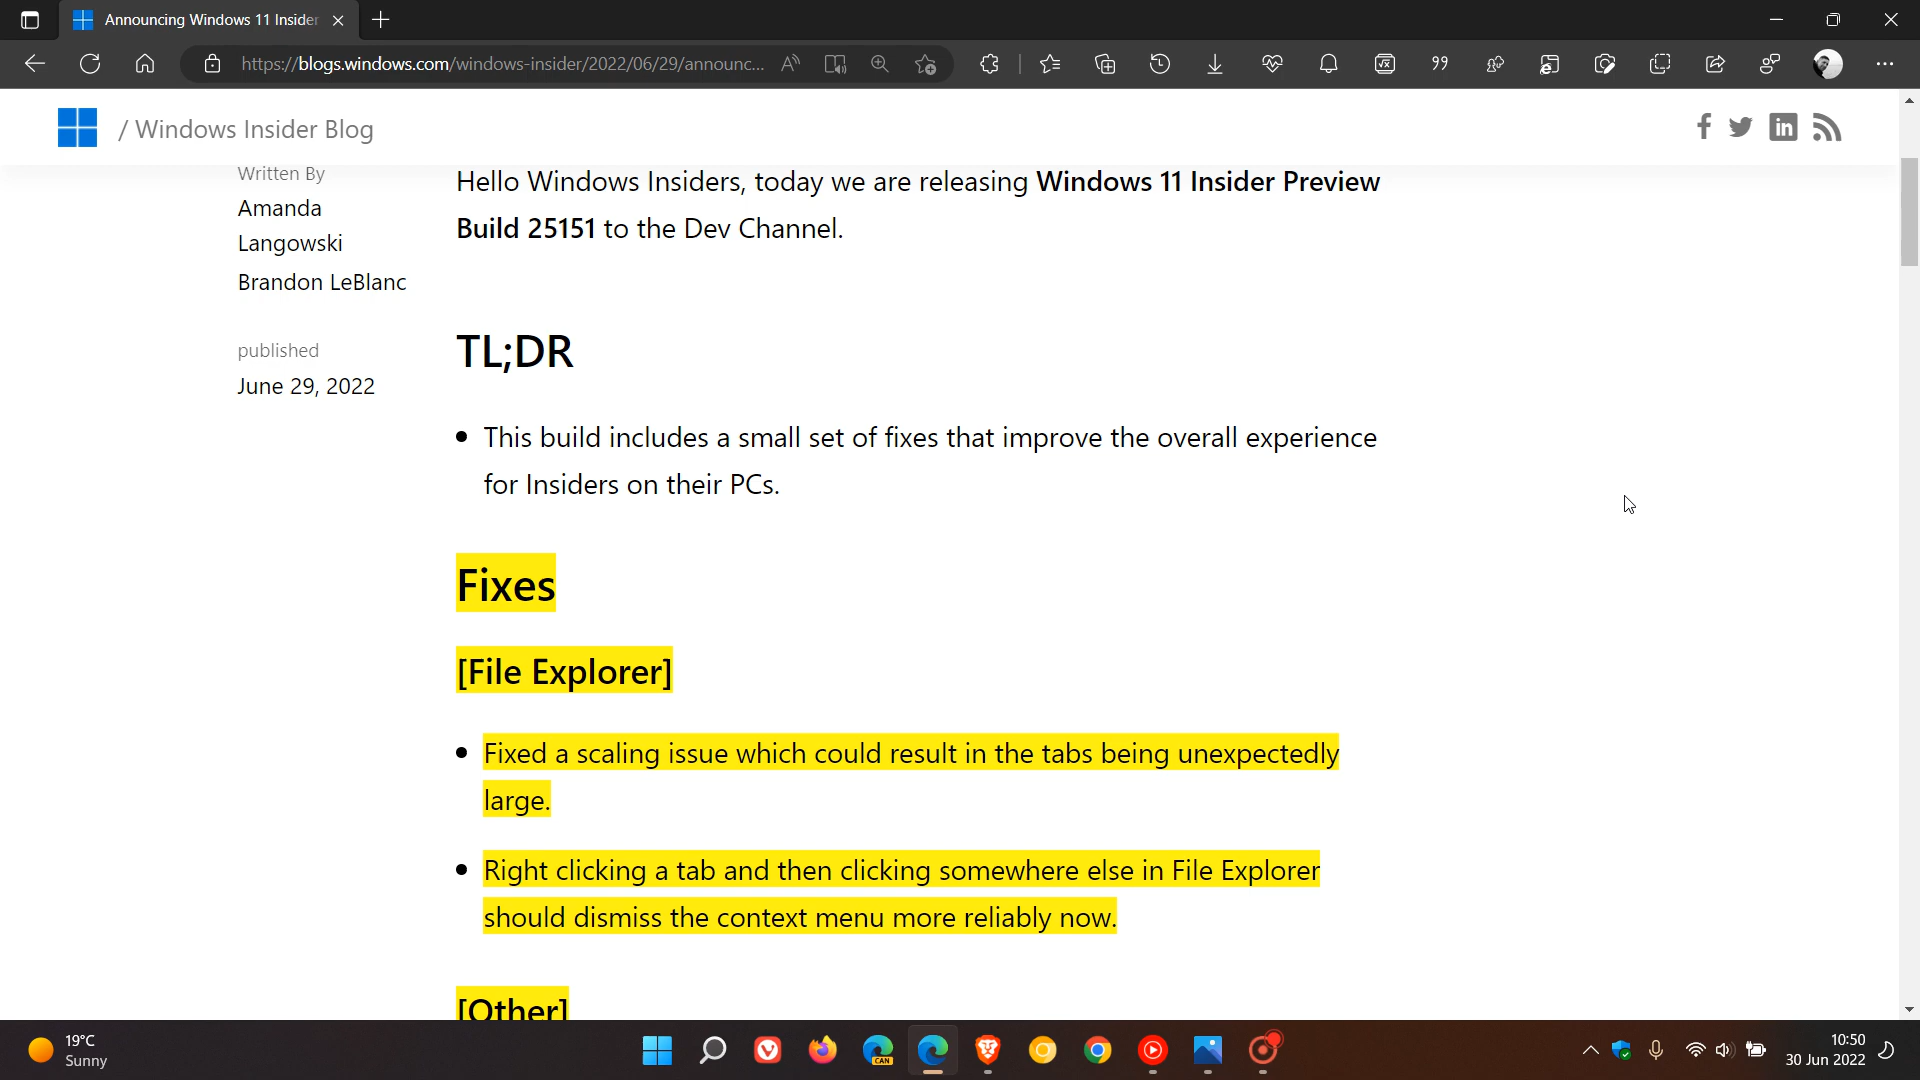 Announcing Windows 11 Insider
https://blogs.windows.com/windows-insider/2022/06/29/announc...
/ Windows Insider Blog
Written By
Amanda
Langowski
Brandon LeBlanc
published
June 29, 2022
Hello Windows Insiders, today we are releasing Windows 11 Insider Preview
Build 25151 to the Dev Channel.
TL;DR
This build includes a small set of fixes that improve the overall experience
for Insiders on their PCs.
Fixes
[File Explorer]
Fixed a scaling issue which could result in the tabs being unexpectedly
large.
Right clicking a tab and then clicking somewhere else in File Explorer
should dismiss the context menu more reliably now.
[Other]
19°C
Sunny
CAN
10:50
30 Jun 2022